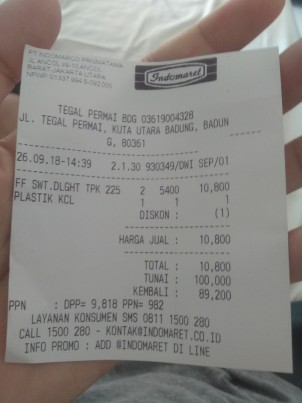 PT INDOMARCO PRISMATAMA
JL ANCOL I/9-10 ANCOL
BARAT, JAKARTA UTARA
NPWP: 01.337.994.6-092.000
Indomaret
TEGAL PERMAI BDG 03619004328
JL. TEGAL PERMAI, KUTA UTARA BADUNG, BADUN
G, 80361
26.09.18-14:39 2.1.30 930349/DWI SEP/01
FF SWT.DLGHT TPK 225 2 5400 10,800
PLASTIK KCL 1 1 1
DISKON : (1)
HARGA JUAL : 10,800
TOTAL : 10,800
TUNAI : 100,000
KEMBALI : 89,200
PPN : DPP= 9,818 PPN= 982
LAYANAN KONSUMEN SMS 0811 1500 280
CALL 1500 280 - KONTAK@INDOMARET.CO.ID
INFO PROMO : ADD @INDOMARET DI LINE